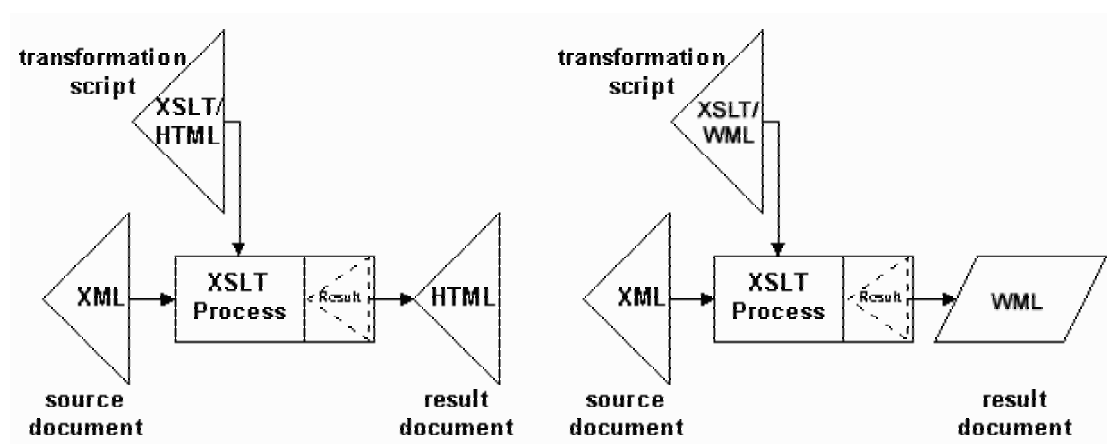 transformation
script
XSLT/
HTML
XML
XSLT
Process
Result
HTML
source
document
result
document
transformation
script
XSLT/
WML
XML
XSLT
Process
Result
WML
source
document
result
document